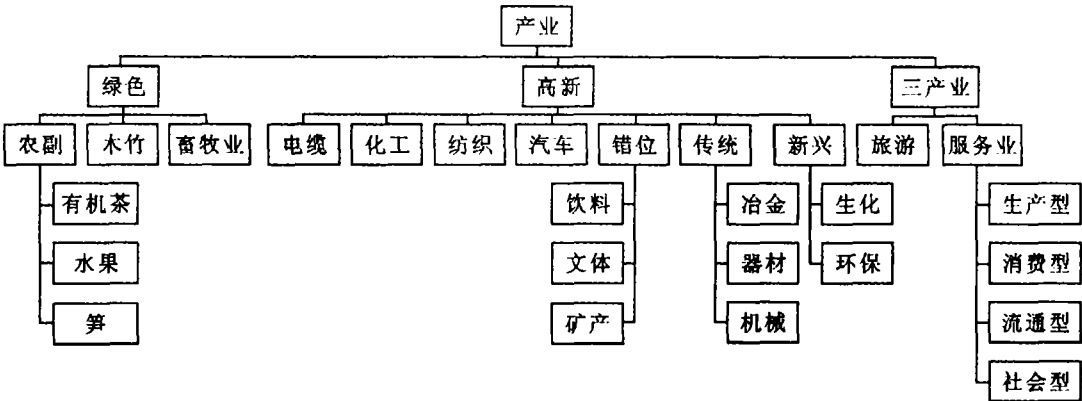 产业
绿色
高新
三产业
农副
木竹
畜牧业
电缆
化工
纺织
汽车
错位
传统
新兴
旅游
服务业
有机茶
水果
笋
饮料
文体
矿产
冶金
器材
机械
生化
环保
生产型
消费型
流通型
社会型